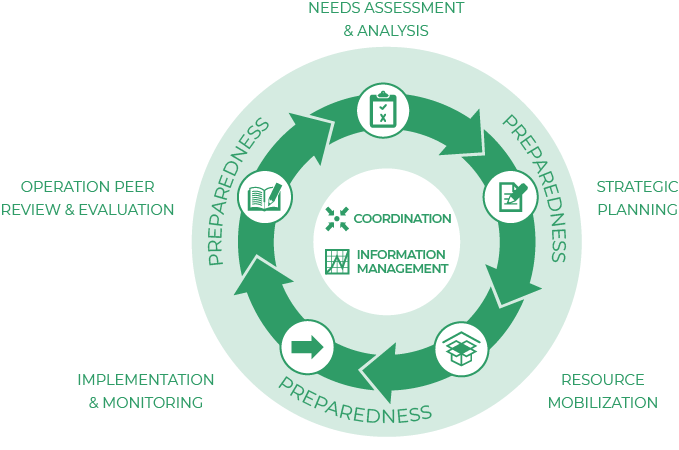 NEEDS ASSESSMENT
& ANALYSIS
PREPAREDNESS
PREPAREDNESS
OPERATION PEER
REVIEW & EVALUATION
STRATEGIC
PLANNING
COORDINATION
INFORMATION
MANAGEMENT
IMPLEMENTATION
& MONITORING
RESOURCE
MOBILIZATION
PREPAREDNESS